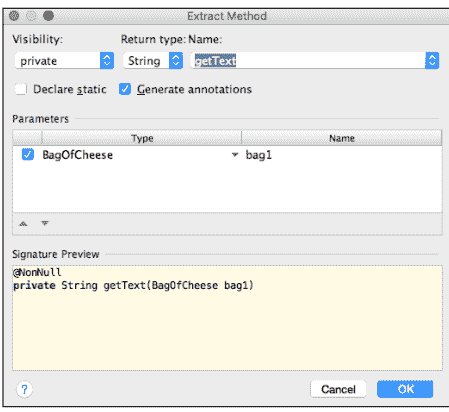 Extract Method
Visibility: Return type: Name:
private String getText
Declare static Generate annotations
Parameters
Type Name
BagOfCheese bag1
Signature Preview
@NonNull
private String getText(BagOfCheese bag1)
? Cancel OK